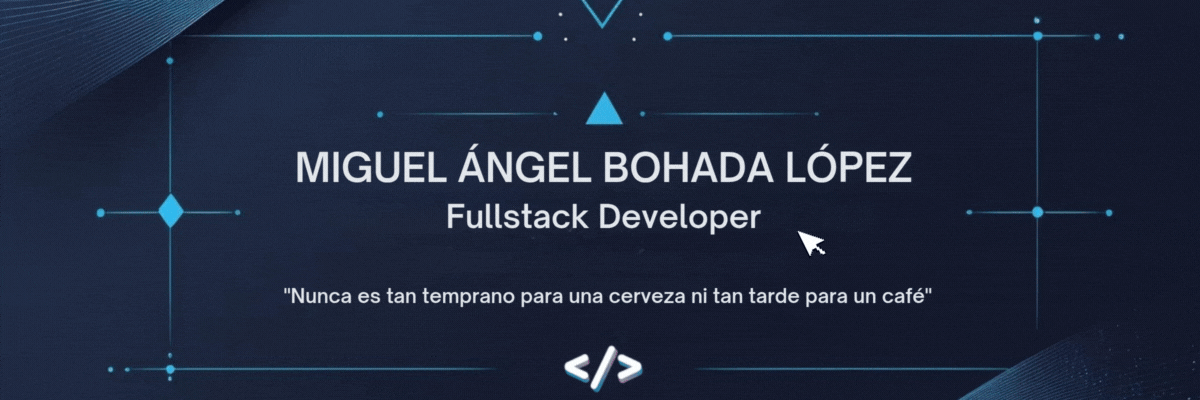 MIGUEL ÁNGEL BOHADA LÓPEZ
Fullstack Developer
"Nunca es tan temprano para una cerveza ni tan tarde para un café"
</>